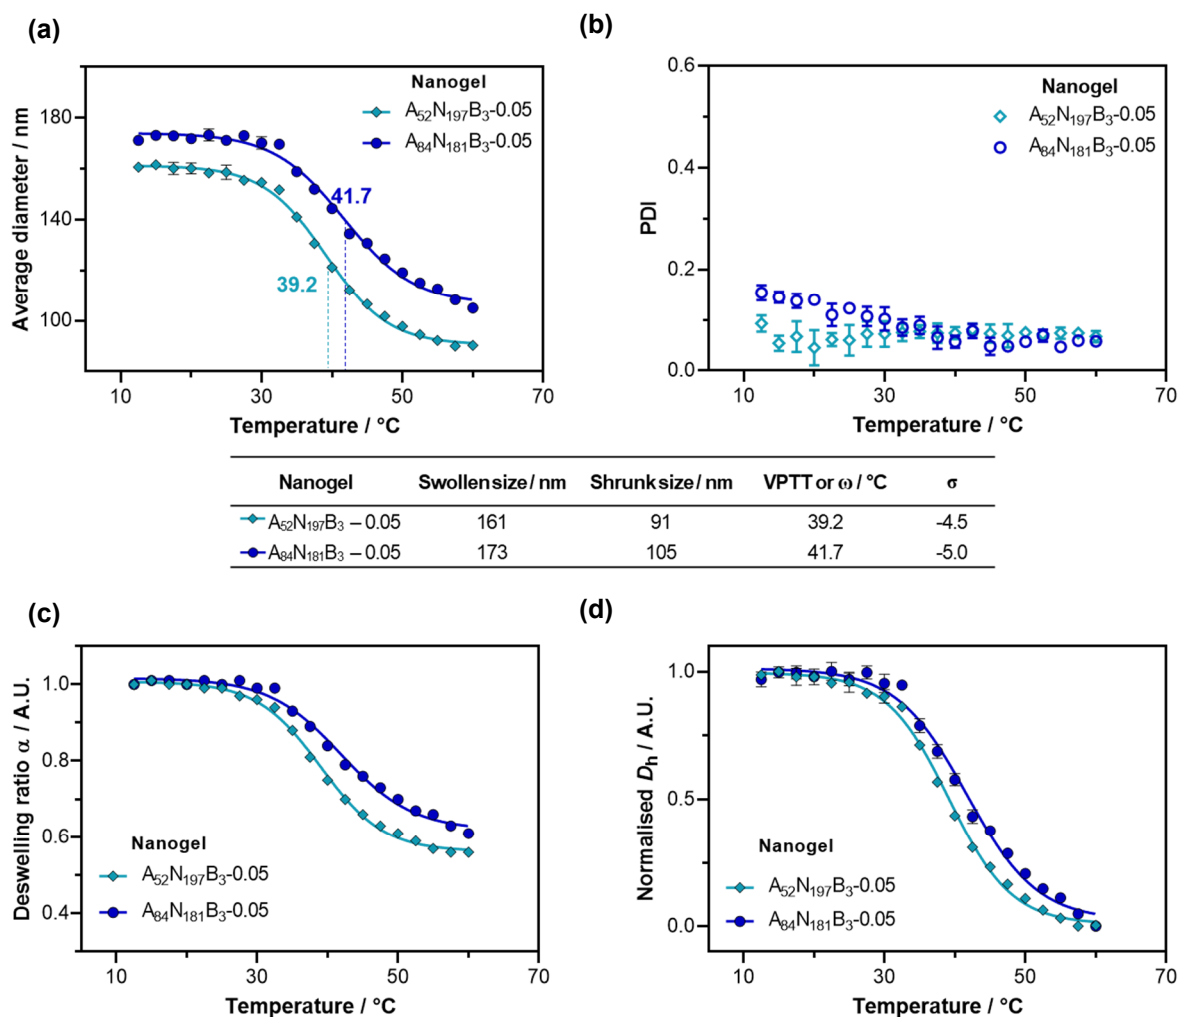 (a)
Average diameter / nm
180
140
100
10
30
50
70
Temperature / °C
Nanogel
A52N197B3-0.05
A84N181B3-0.05
41.7
39.2
(b)
PDI
0.6
0.4
0.2
0.0
10
30
50
70
Temperature / °C
Nanogel
A52N197B3-0.05
A84N181B3-0.05
Nanogel Swollen size / nm Shrunk size / nm VPTT or ω / °C σ
A52N197B3 – 0.05 161 91 39.2 -4.5
A84N181B3 – 0.05 173 105 41.7 -5.0
(c)
Deswelling ratio α / A.U.
1.0
0.8
0.6
0.4
10
30
50
70
Temperature / °C
Nanogel
A52N197B3-0.05
A84N181B3-0.05
(d)
Normalised Dh / A.U.
1.0
0.5
0.0
10
30
50
70
Temperature / °C
Nanogel
A52N197B3-0.05
A84N181B3-0.05